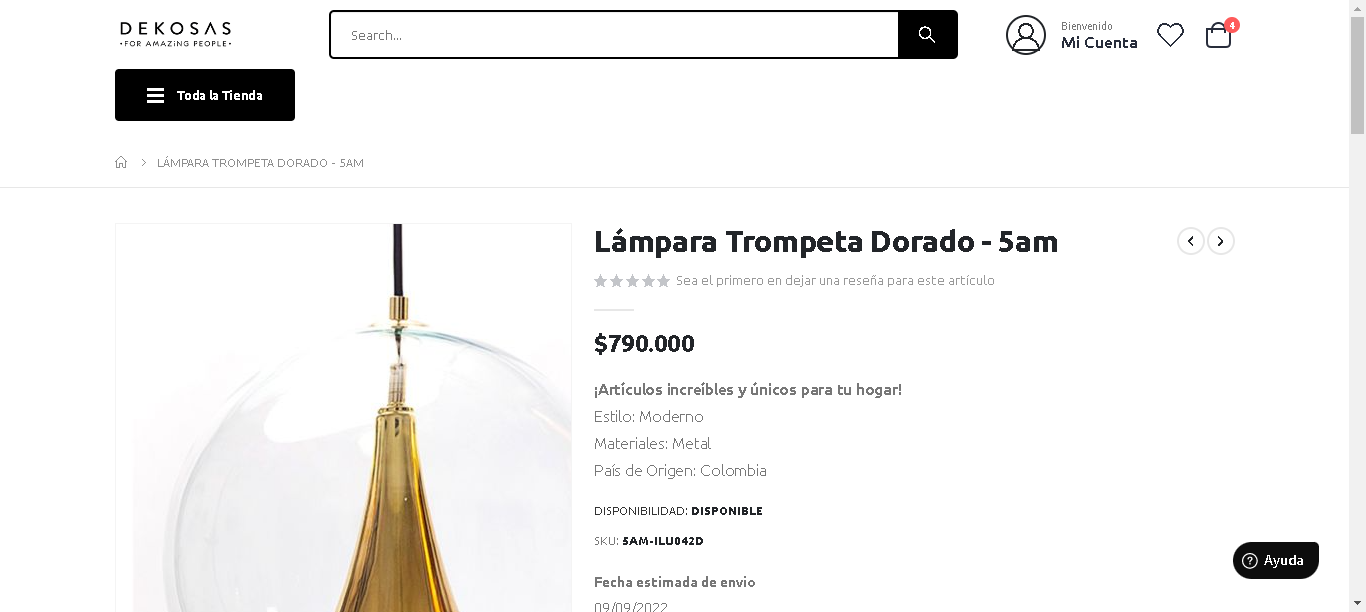 DEKOSAS
•FOR AMAZING PEOPLE•
Search...
Bienvenido
Mi Cuenta
4
Toda la Tienda
LÁMPARA TROMPETA DORADO - 5AM
Lámpara Trompeta Dorado - 5am
Sea el primero en dejar una reseña para este artículo
$790.000
¡Artículos increíbles y únicos para tu hogar!
Estilo: Moderno
Materiales: Metal
País de Origen: Colombia
DISPONIBILIDAD: DISPONIBLE
SKU: 5AM-ILU042D
Fecha estimada de envio
09/09/2022
Ayuda